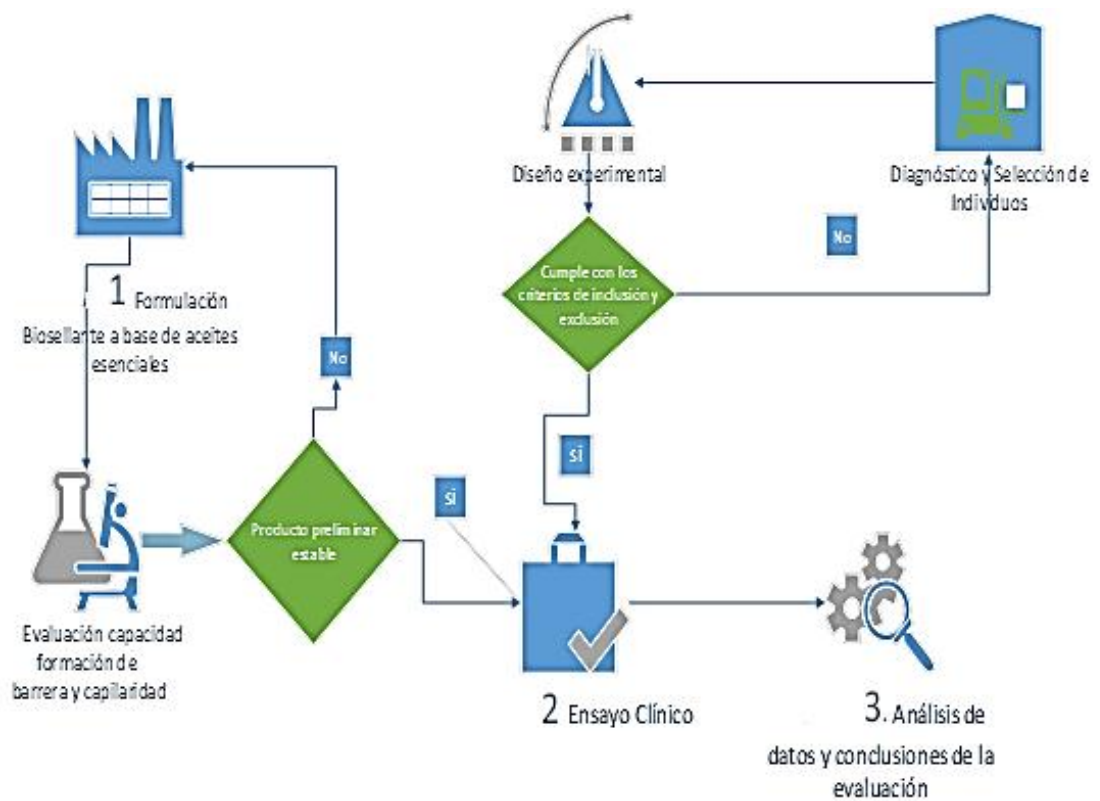 Diseño experimental
Diagnóstico y Selección de
Individuos
No
Cumple con los
criterios de inclusión y
exclusión
1 Formulación
Biosellante a base de aceites
esenciales
No
si
si
Producto preliminar
estable
Evaluación capacidad
formación de
barrera y capilaridad
2 Ensayo Clínico
3. Análisis de
datos y conclusiones de la
evaluación